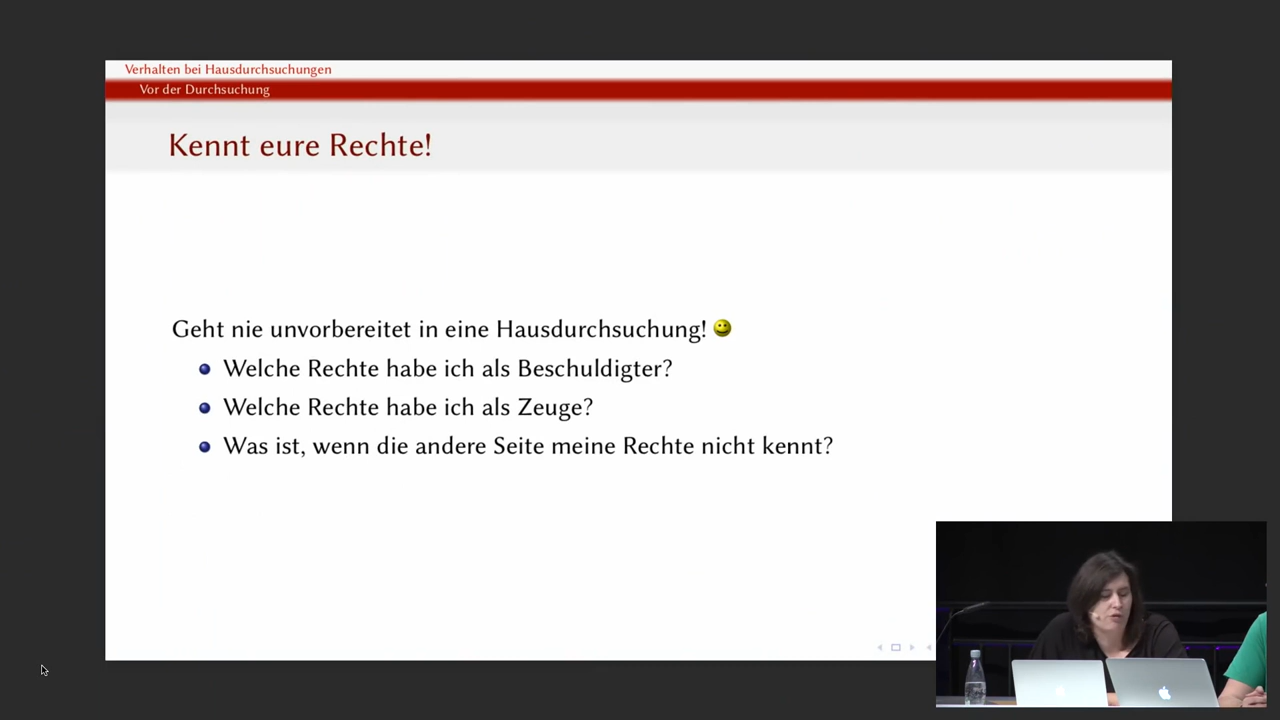 Verhalten bei Hausdurchsuchungen
Vor der Durchsuchung
Kennt eure Rechte!
Geht nie unvorbereitet in eine Hausdurchsuchung!
Welche Rechte habe ich als Beschuldigter?
Welche Rechte habe ich als Zeuge?
Was ist, wenn die andere Seite meine Rechte nicht kennt?